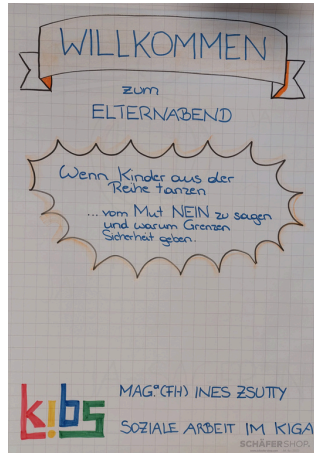 WILLKOMMEN
zum
ELTERNABEND
Wenn Kinder aus der
Reihe tanzen
... vom Mut NEIN zu sagen
und warum Grenzen
Sicherheit geben.
kibs
MAG.ª (FH) INES ZSUTTY
SOZIALE ARBEIT IM KIGA
SCHÄFERSHOP